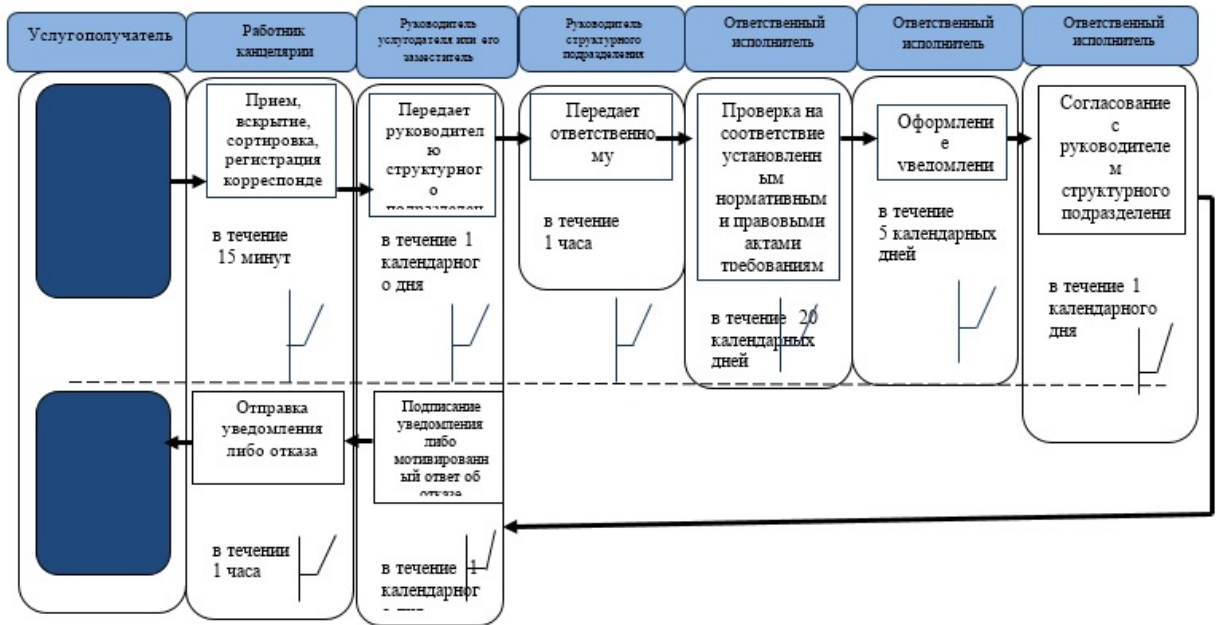 Услугополучатель
Работник
канцелярии
Руководитель
услугодателя или его
заместитель
Руководитель
структурного
подразделения
Ответственный
исполнитель
Ответственный
исполнитель
Ответственный
исполнитель
Прием,
вскрытие,
сортировка,
регистрация
корреспонде
в течение
15 минут
Передает
руководител
ю
структурног
о
подразделен
в течение 1
календарног
о дня
Передает
ответственно
му
в течение
1 часа
Проверка на
соответствие
установленн
ым
нормативным
и правовыми
актами
требованиям
в течение 20
календарных
дней
Оформлени
е
уведомлени
в течение
5 календарных
дней
Согласование
с
руководителе
м
структурного
подразделени
в течение 1
календарного
дня
Отправка
уведомления
либо отказа
в течении
1 часа
Подписание
уведомления
либо
мотивированн
ый ответ об
отказе
в течение 1
календарног
о дня